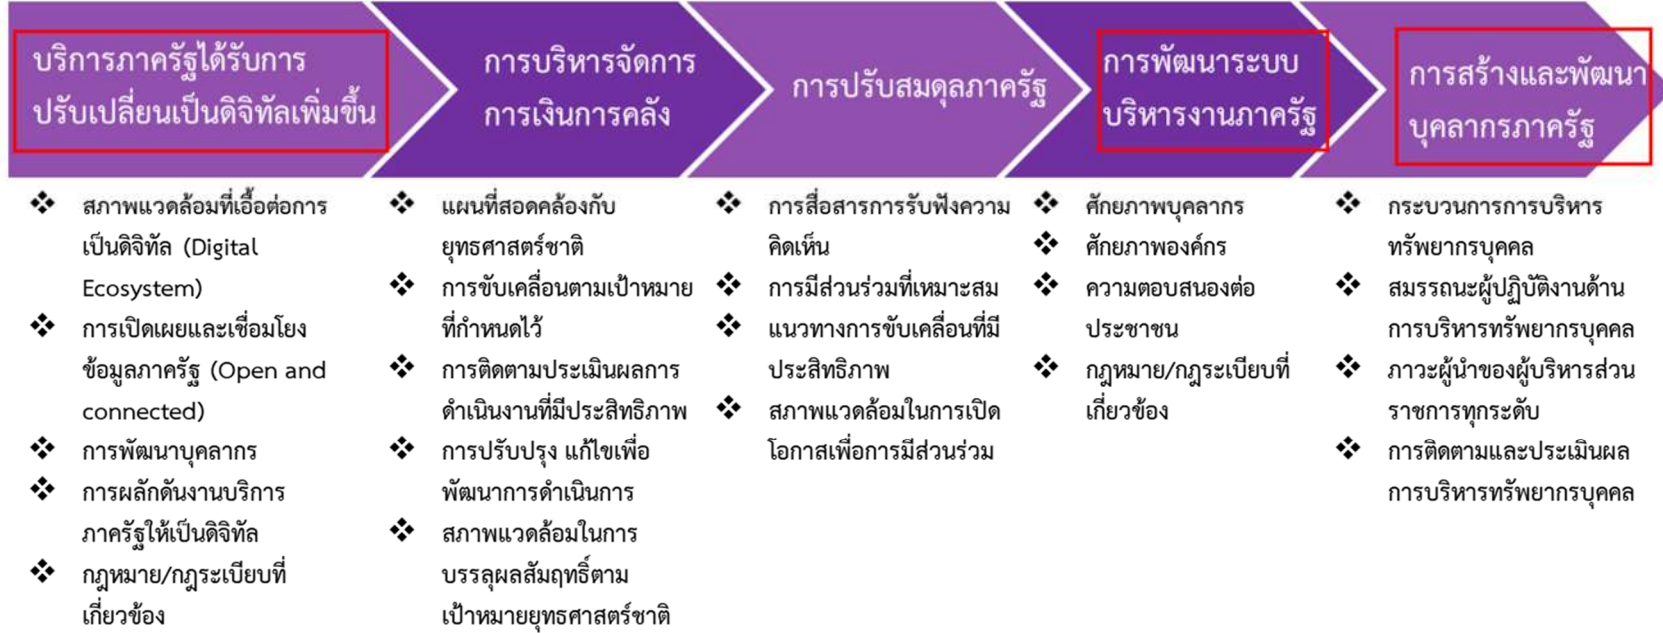 บริการภาครัฐได้รับการ
ปรับเปลี่ยนเป็นดิจิทัลเพิ่มขึ้น
❖ สภาพแวดล้อมที่เอื้อต่อการ
เป็นดิจิทัล (Digital
Ecosystem)
❖ การเปิดเผยและเชื่อมโยง
ข้อมูลภาครัฐ (Open and
connected)
❖ การพัฒนาบุคลากร
❖ การผลักดันงานบริการ
ภาครัฐให้เป็นดิจิทัล
❖ กฎหมาย/กฎระเบียบที่
เกี่ยวข้อง
การบริหารจัดการ
การเงินการคลัง
❖ แผนที่สอดคล้องกับ
ยุทธศาสตร์ชาติ
❖ การขับเคลื่อนตามเป้าหมาย
ที่กำหนดไว้
❖ การติดตามประเมินผลการ
ดำเนินงานที่มีประสิทธิภาพ
❖ การปรับปรุง แก้ไขเพื่อ
พัฒนาการดำเนินการ
❖ สภาพแวดล้อมในการ
บรรลุผลสัมฤทธิ์ตาม
เป้าหมายยุทธศาสตร์ชาติ
การปรับสมดุลภาครัฐ
❖ การสื่อสารการรับฟังความ
คิดเห็น
❖ การมีส่วนร่วมที่เหมาะสม
❖ แนวทางการขับเคลื่อนที่มี
ประสิทธิภาพ
❖ สภาพแวดล้อมในการเปิด
โอกาสเพื่อการมีส่วนร่วม
การพัฒนาระบบ
บริหารงานภาครัฐ
❖ ศักยภาพบุคลากร
❖ ศักยภาพองค์กร
❖ ความตอบสนองต่อ
ประชาชน
❖ กฎหมาย/กฎระเบียบที่
เกี่ยวข้อง
การสร้างและพัฒนา
บุคลากรภาครัฐ
❖ กระบวนการการบริหาร
ทรัพยากรบุคคล
❖ สมรรถนะผู้ปฏิบัติงานด้าน
การบริหารทรัพยากรบุคคล
❖ ภาวะผู้นำของผู้บริหารส่วน
ราชการทุกระดับ
❖ การติดตามและประเมินผล
การบริหารทรัพยากรบุคคล